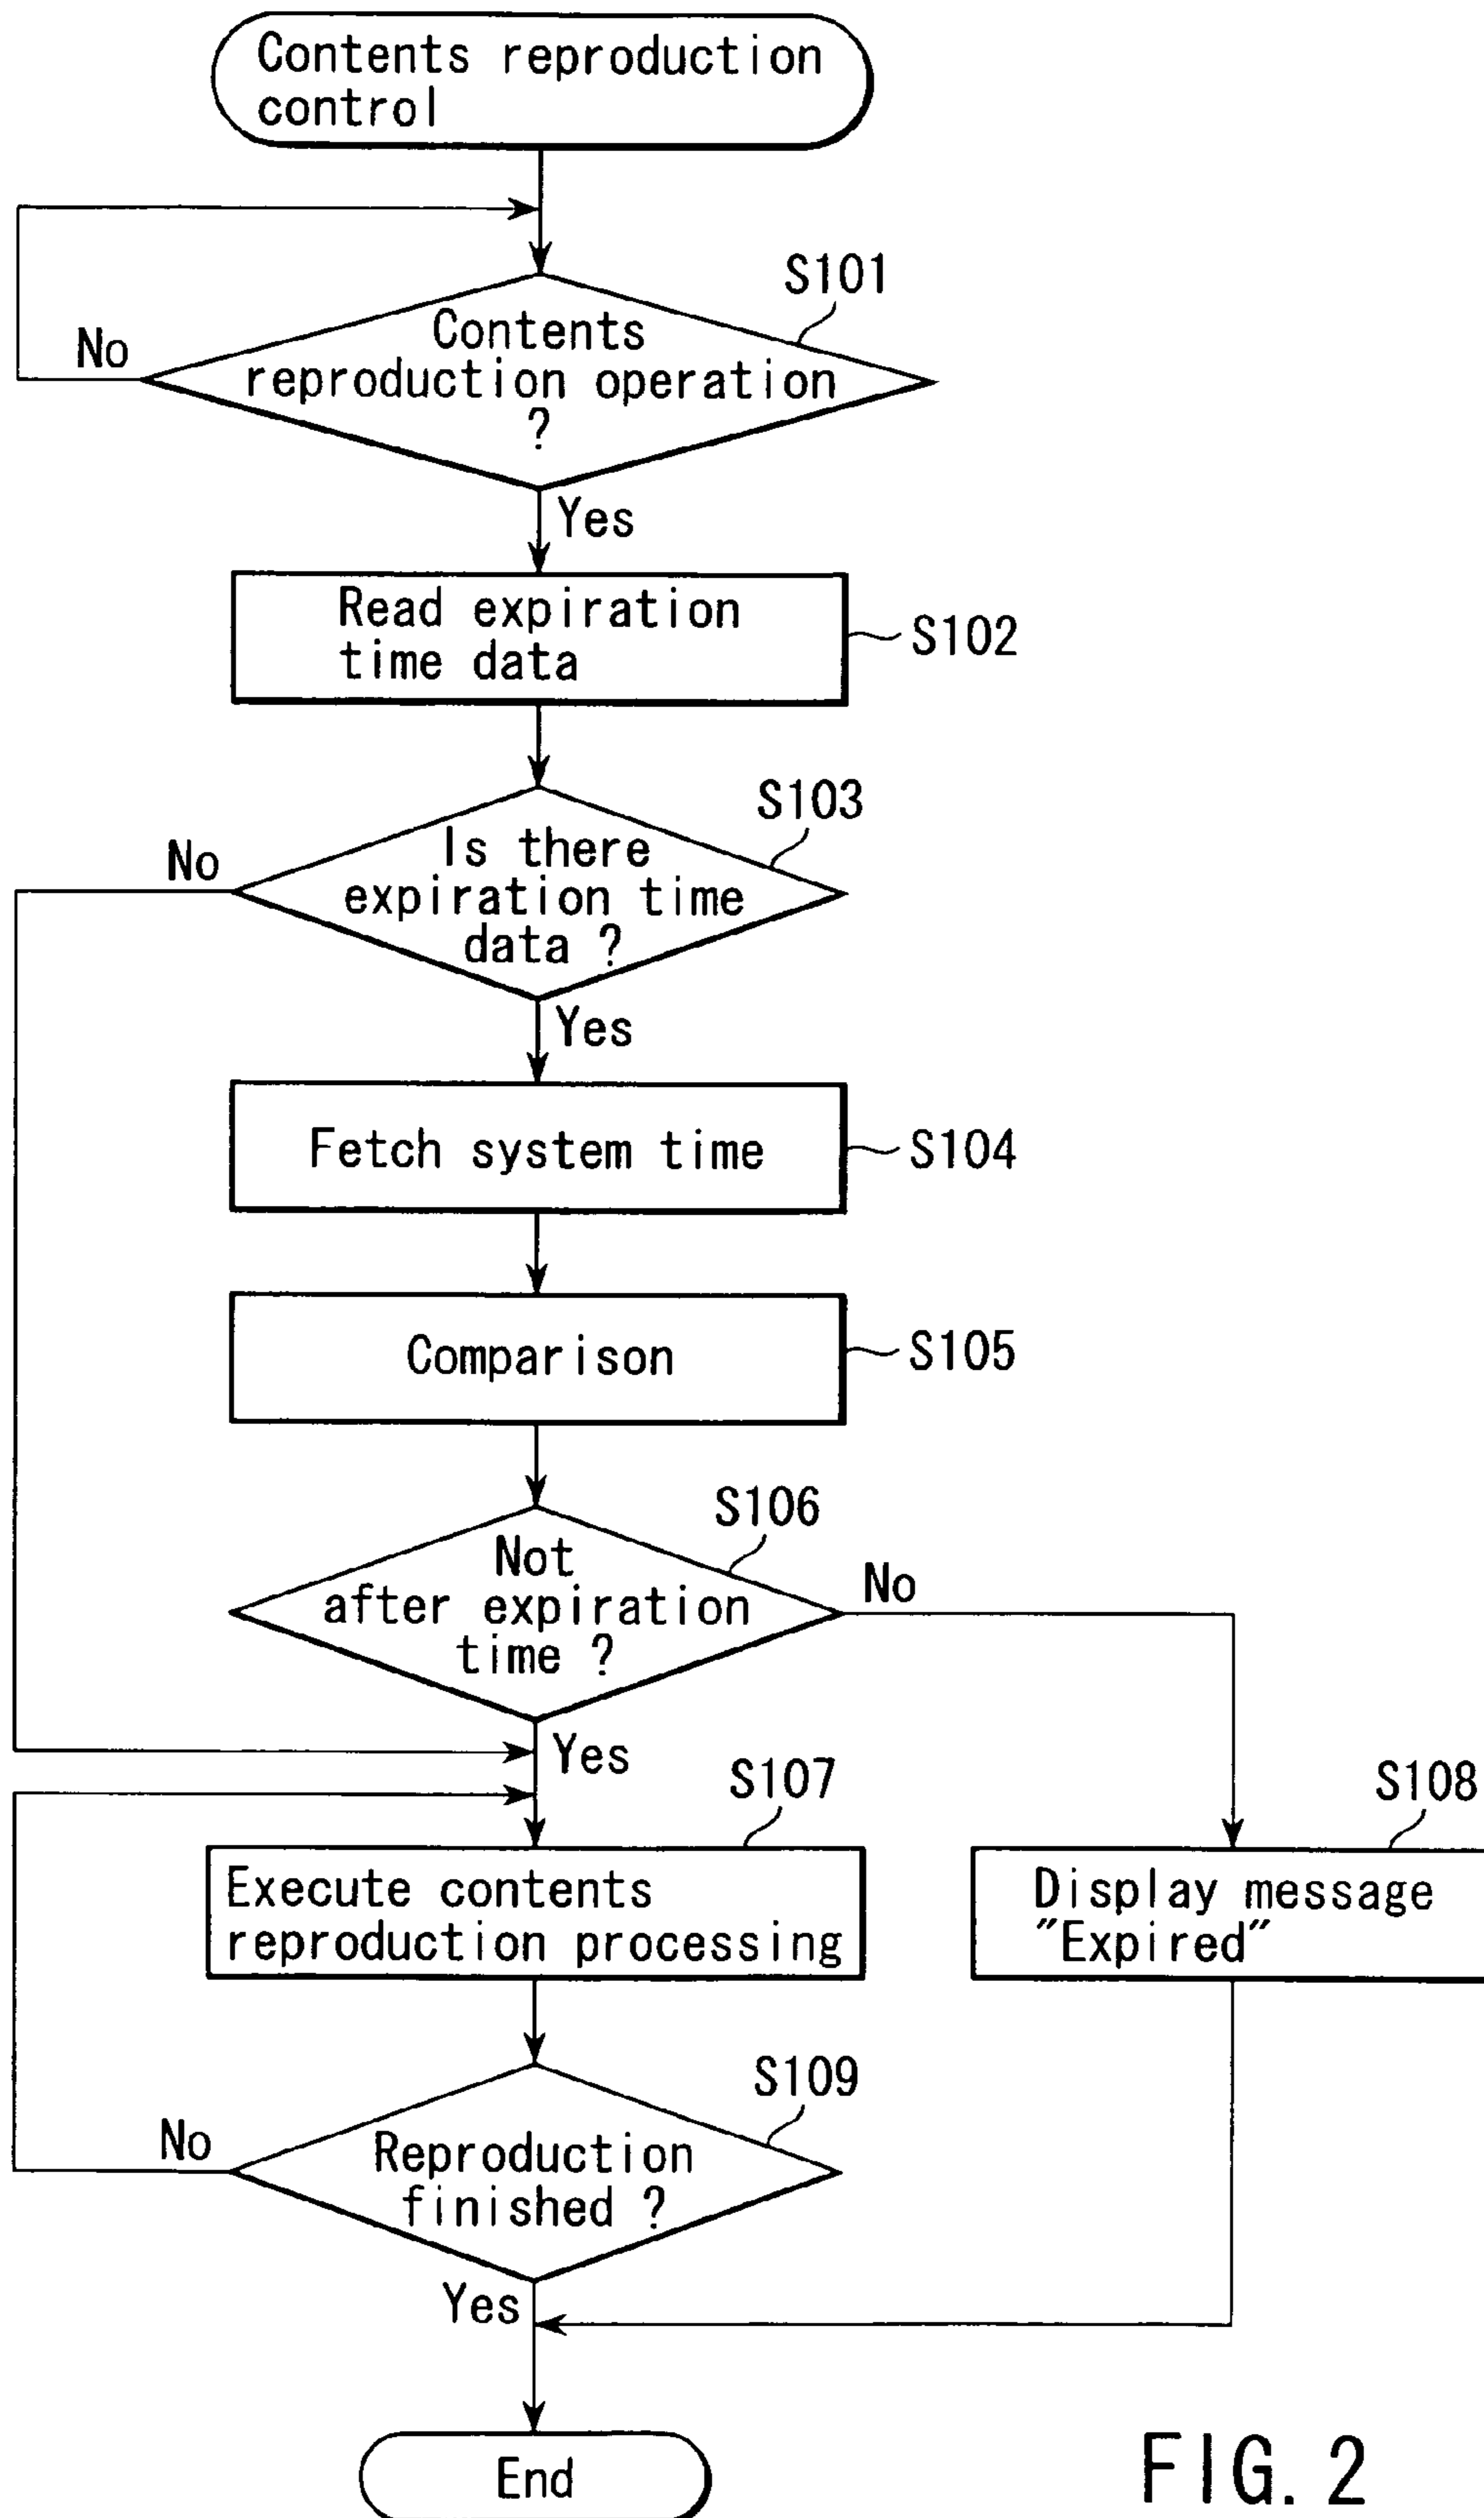 Contents reproduction
control
S101
No
Contents
reproduction operation
?
Yes
Read expiration
time data
S102
S103
No
Is there
expiration time
data ?
Yes
Fetch system time
S104
Comparison
S105
S106
Not
after expiration
time ?
No
Yes
S107
S108
Execute contents
reproduction processing
Display message
"Expired"
S109
No
Reproduction
finished ?
Yes
End
FIG. 2